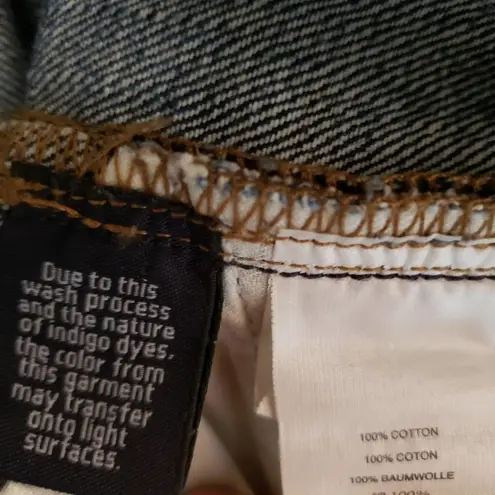 Due to this
wash process
and the nature
of indigo dyes,
the color from
this garment
may transfer
onto light
surfaces.
100% COTTON
100% COTON
100% BAUMWOLLE
100%